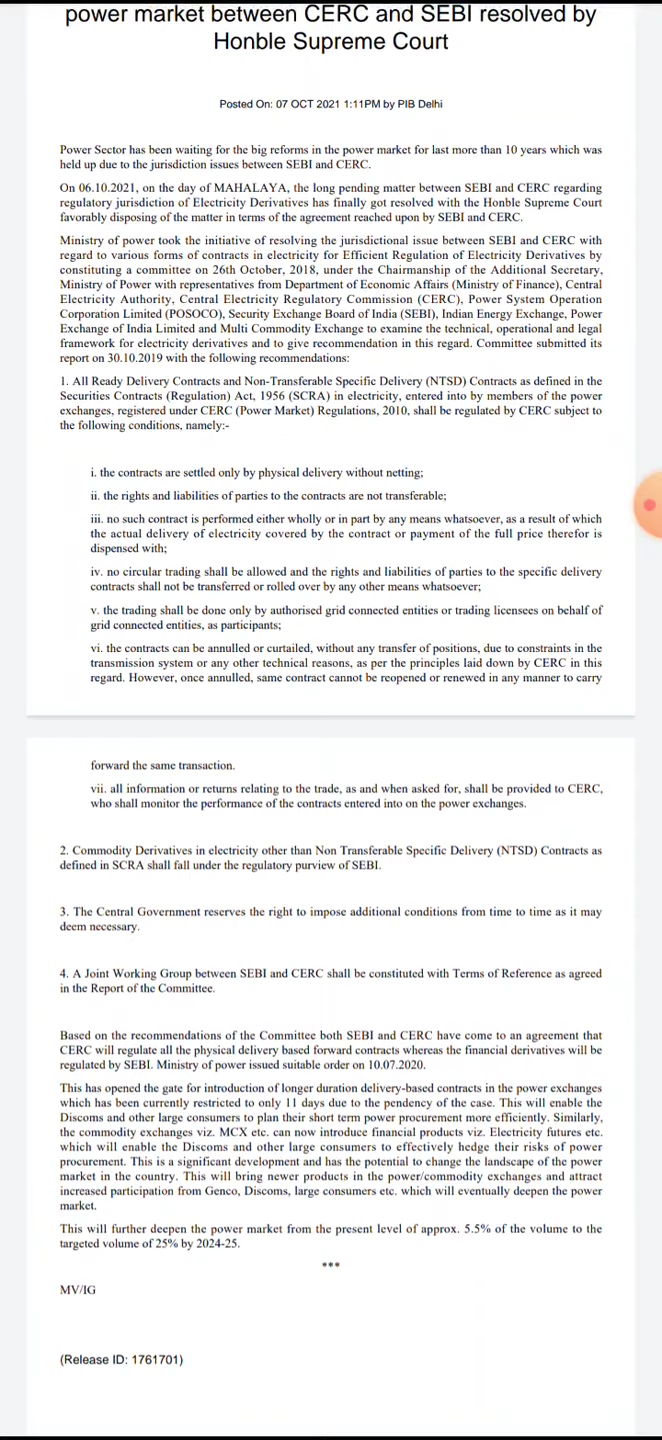 power market between CERC and SEBI resolved by
Honble Supreme Court
Posted On: 07 OCT 2021 1:11PM by PIB Delhi
Power Sector has been waiting for the big reforms in the power market for last more than 10 years which was
held up due to the jurisdiction issues between SEBI and CERC.
On 06.10.2021, on the day of MAHALAYA, the long pending matter between SEBI and CERC regarding
regulatory jurisdiction of Electricity Derivatives has finally got resolved with the Honble Supreme Court
favorably disposing of the matter in terms of the agreement reached upon by SEBI and CERC.
Ministry of power took the initiative of resolving the jurisdictional issue between SEBI and CERC with
regard to various forms of contracts in electricity for Efficient Regulation of Electricity Derivatives by
constituting a committee on 26th October, 2018, under the Chairmanship of the Additional Secretary,
Ministry of Power with representatives from Department of Economic Affairs (Ministry of Finance), Central
Electricity Authority, Central Electricity Regulatory Commission (CERC), Power System Operation
Corporation Limited (POSOCO), Security Exchange Board of India (SEBI), Indian Energy Exchange, Power
Exchange of India Limited and Multi Commodity Exchange to examine the technical, operational and legal
framework for electricity derivatives and to give recommendation in this regard. Committee submitted its
report on 30.10.2019 with the following recommendations:
1. All Ready Delivery Contracts and Non-Transferable Specific Delivery (NTSD) Contracts as defined in the
Securities Contracts (Regulation) Act, 1956 (SCRA) in electricity, entered into by members of the power
exchanges, registered under CERC (Power Market) Regulations, 2010, shall be regulated by CERC subject to
the following conditions, namely:-
i. the contracts are settled only by physical delivery without netting;
ii. the rights and liabilities of parties to the contracts are not transferable;
iii. no such contract is performed either wholly or in part by any means whatsoever, as a result of which
the actual delivery of electricity covered by the contract or payment of the full price therefor is
dispensed with;
iv. no circular trading shall be allowed and the rights and liabilities of parties to the specific delivery
contracts shall not be transferred or rolled over by any other means whatsoever;
v. the trading shall be done only by authorised grid connected entities or trading licensees on behalf of
grid connected entities, as participants;
vi. the contracts can be annulled or curtailed, without any transfer of positions, due to constraints in the
transmission system or any other technical reasons, as per the principles laid down by CERC in this
regard. However, once annulled, same contract cannot be reopened or renewed in any manner to carry
forward the same transaction.
vii. all information or returns relating to the trade, as and when asked for, shall be provided to CERC,
who shall monitor the performance of the contracts entered into on the power exchanges.
2. Commodity Derivatives in electricity other than Non Transferable Specific Delivery (NTSD) Contracts as
defined in SCRA shall fall under the regulatory purview of SEBI.
3. The Central Government reserves the right to impose additional conditions from time to time as it may
deem necessary.
4. A Joint Working Group between SEBI and CERC shall be constituted with Terms of Reference as agreed
in the Report of the Committee.
Based on the recommendations of the Committee both SEBI and CERC have come to an agreement that
CERC will regulate all the physical delivery based forward contracts whereas the financial derivatives will be
regulated by SEBI. Ministry of power issued suitable order on 10.07.2020.
This has opened the gate for introduction of longer duration delivery-based contracts in the power exchanges
which has been currently restricted to only 11 days due to the pendency of the case. This will enable the
Discoms and other large consumers to plan their short term power procurement more efficiently. Similarly,
the commodity exchanges viz. MCX etc. can now introduce financial products viz. Electricity futures etc.
which will enable the Discoms and other large consumers to effectively hedge their risks of power
procurement. This is a significant development and has the potential to change the landscape of the power
market in the country. This will bring newer products in the power/commodity exchanges and attract
increased participation from Genco, Discoms, large consumers etc. which will eventually deepen the power
market.
This will further deepen the power market from the present level of approx. 5.5% of the volume to the
targeted volume of 25% by 2024-25.
***
MV/IG
(Release ID: 1761701)